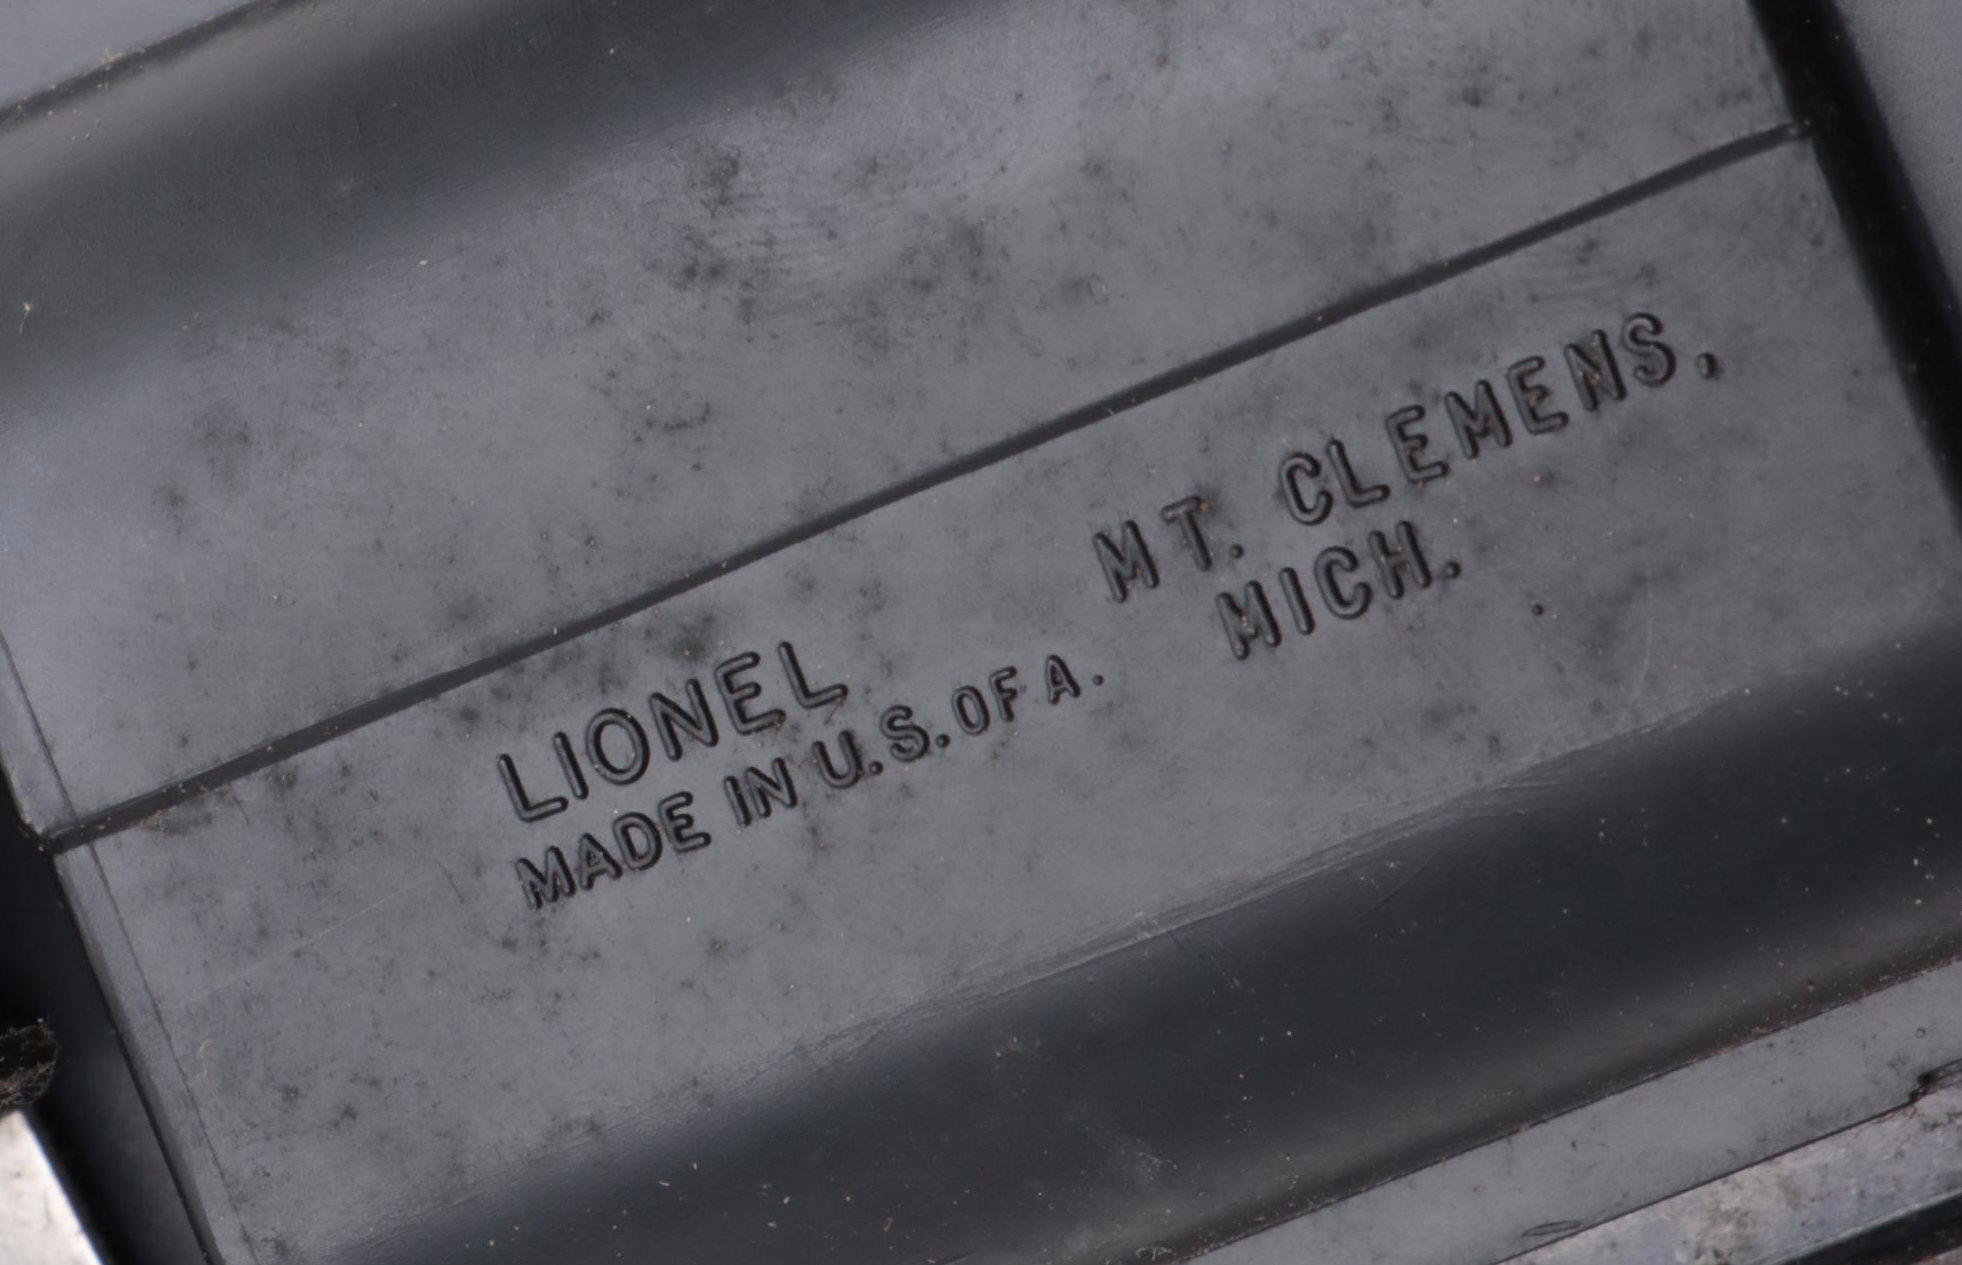 LIONEL
MADE IN U.S. OF A.
MT. CLEMENS,
MICH.